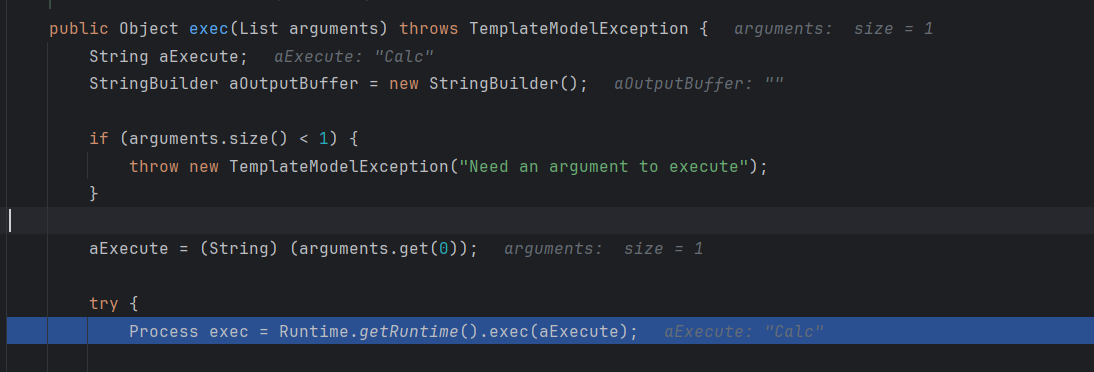 public Object exec(List arguments) throws TemplateModelException {   arguments:  size = 1
    String aExecute;   aExecute: "Calc"
    StringBuilder aOutputBuffer = new StringBuilder();   aOutputBuffer: ""
    if (arguments.size() < 1) {
        throw new TemplateModelException("Need an argument to execute");
    }
    aExecute = (String) (arguments.get(0));   arguments:  size = 1
    try {
        Process exec = Runtime.getRuntime().exec(aExecute);   aExecute: "Calc"